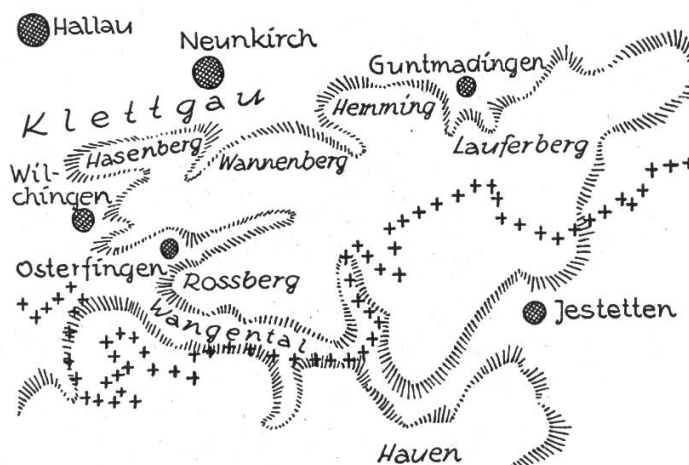 Hallau
Neunkirch
Guntmadingen
Klettgau
Hemming
Hasenberg
Wannenberg
Lauferberg
Wil-
chingen
Osterfingen
Rossberg
Wangental
Jestetten
Hauen